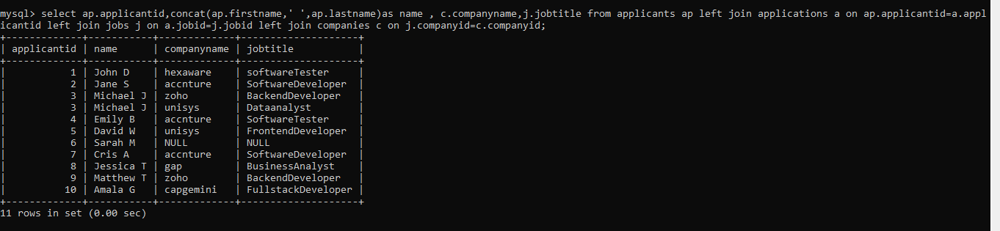 mysql> select ap.applicantid,concat(ap.firstname,' ',ap.lastname)as name , c.companyname,j.jobtitle from applicants ap left join applications a on ap.applicantid=a.appl
icantid left join jobs j on a.jobid=j.jobid left join companies c on j.companyid=c.companyid;
+-------------+-----------+-------------+--------------------+
| applicantid | name      | companyname | jobtitle           |
+-------------+-----------+-------------+--------------------+
|           1 | John D    | hexaware    | softwareTester     |
|           2 | Jane S    | accnture    | SoftwareDeveloper  |
|           3 | Michael J | zoho        | BackendDeveloper   |
|           3 | Michael J | unisys      | Dataanalyst        |
|           4 | Emily B   | accnture    | SoftwareTester     |
|           5 | David W   | unisys      | FrontendDeveloper  |
|           6 | Sarah M   | NULL        | NULL               |
|           7 | Cris A    | accnture    | SoftwareDeveloper  |
|           8 | Jessica T | gap         | BusinessAnalyst    |
|           9 | Matthew T | zoho        | BackendDeveloper   |
|          10 | Amala G   | capgemini   | FullstackDeveloper |
+-------------+-----------+-------------+--------------------+
11 rows in set (0.00 sec)